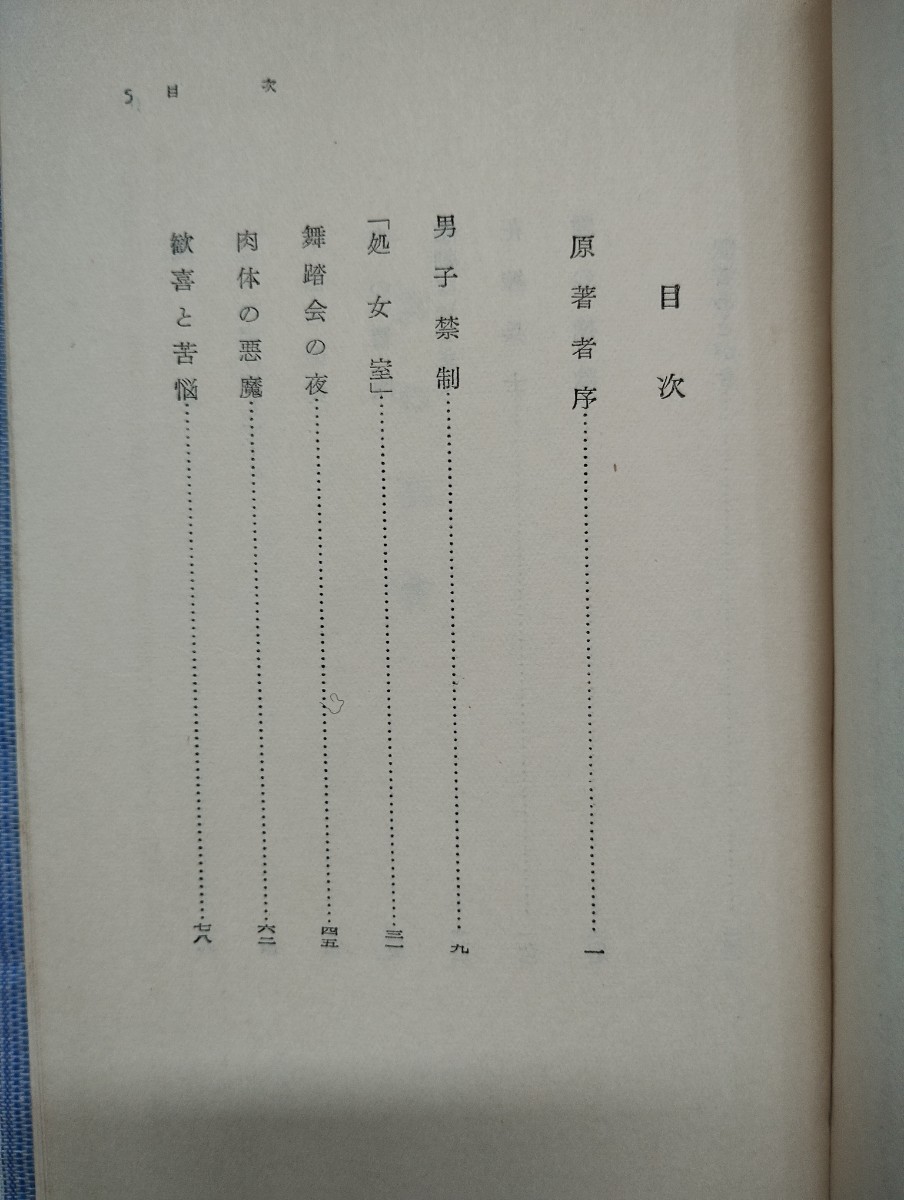 5 目次
目次
原著者序……一
男子禁制……九
「処女室」……三一
舞踏会の夜……四五
肉体の悪魔……六二
歓喜と苦悩……七八